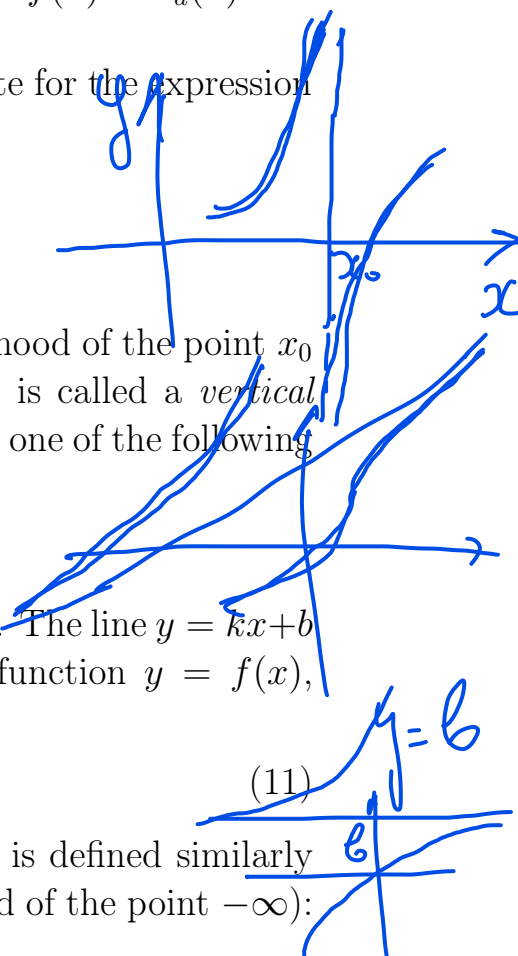 te for the expression
y
x₀
x
hood of the point x₀
is called a vertical
one of the following
. The line y = kx+b
function y = f(x),
y = b
(11)
b
is defined similarly
d of the point −∞):